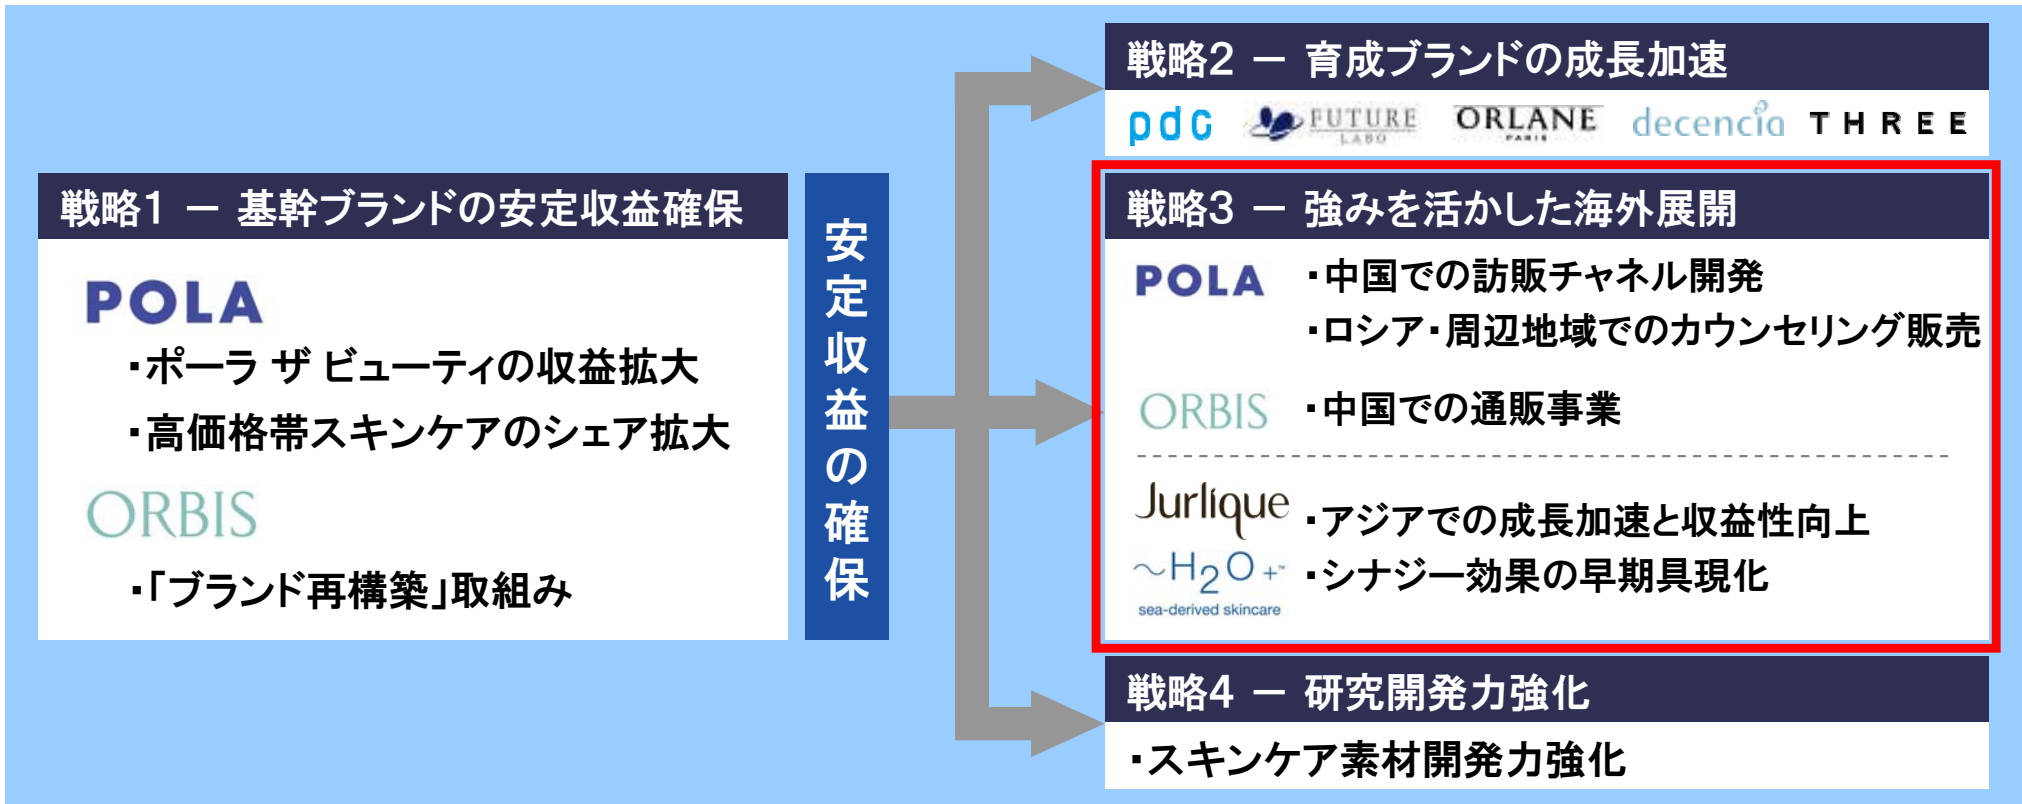 戦略1 － 基幹ブランドの安定収益確保
POLA
・ポーラ ザ ビューティの収益拡大
・高価格帯スキンケアのシェア拡大
ORBIS
・「ブランド再構築」取組み
安定収益の確保
戦略2 － 育成ブランドの成長加速
pdc FUTURE LABO ORLANE PARIS decencia THREE
戦略3 － 強みを活かした海外展開
POLA ・中国での訪販チャネル開発
・ロシア・周辺地域でのカウンセリング販売
ORBIS ・中国での通販事業
Jurlique ・アジアでの成長加速と収益性向上
~H2O+ ・シナジー効果の早期具現化
sea-derived skincare
戦略4 － 研究開発力強化
・スキンケア素材開発力強化